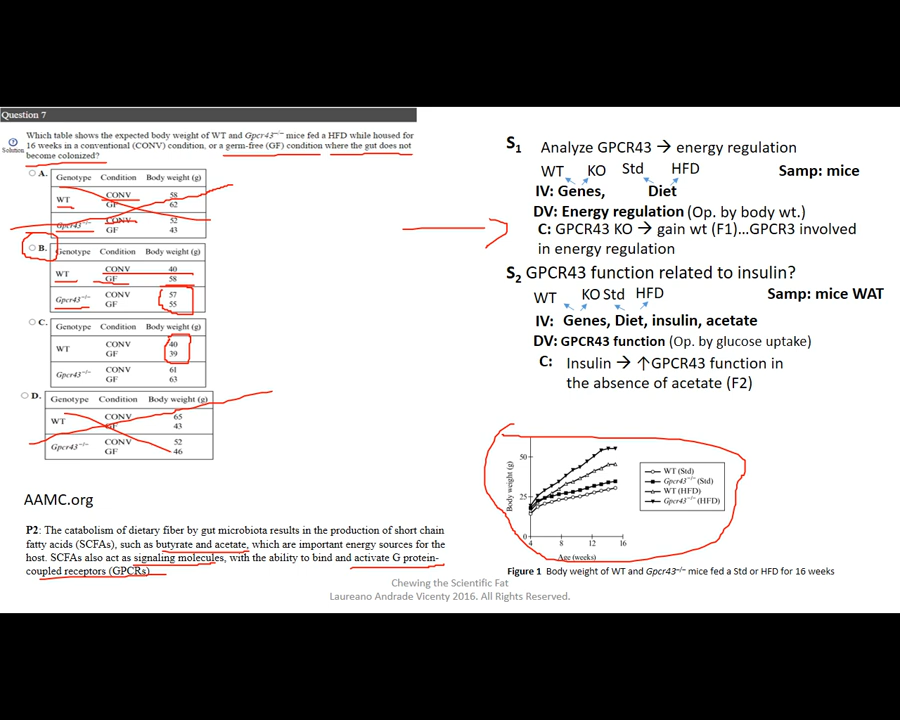 Question 7
Solution
Which table shows the expected body weight of WT and Gpcr43−/− mice fed a HFD while housed for
16 weeks in a conventional (CONV) condition, or a germ-free (GF) condition where the gut does not
become colonized?
A.
Genotype Condition Body weight (g)
WT CONV 58
GF 62
Gpcr43−/− CONV 52
GF 43
B.
Genotype Condition Body weight (g)
WT CONV 40
GF 58
Gpcr43−/− CONV 57
GF 55
C.
Genotype Condition Body weight (g)
WT CONV 40
GF 39
Gpcr43−/− CONV 61
GF 63
D.
Genotype Condition Body weight (g)
WT CONV 65
GF 43
Gpcr43−/− CONV 52
GF 46
AAMC.org
P2: The catabolism of dietary fiber by gut microbiota results in the production of short chain
fatty acids (SCFAs), such as butyrate and acetate, which are important energy sources for the
host. SCFAs also act as signaling molecules, with the ability to bind and activate G protein-
coupled receptors (GPCRs)
S1 Analyze GPCR43 → energy regulation
WT KO Std HFD Samp: mice
IV: Genes, Diet
DV: Energy regulation (Op. by body wt.)
C: GPCR43 KO → gain wt (F1)...GPCR3 involved
in energy regulation
S2 GPCR43 function related to insulin?
WT KO Std HFD Samp: mice WAT
IV: Genes, Diet, insulin, acetate
DV: GPCR43 function (Op. by glucose uptake)
C: Insulin → ↑GPCR43 function in
the absence of acetate (F2)
Body weight (g)
50
25
0
4 8 12 16
Age (weeks)
WT (Std)
Gpcr43−/− (Std)
WT (HFD)
Gpcr43−/− (HFD)
Figure 1 Body weight of WT and Gpcr43−/− mice fed a Std or HFD for 16 weeks
Chewing the Scientific Fat
Laureano Andrade Vicenty 2016. All Rights Reserved.